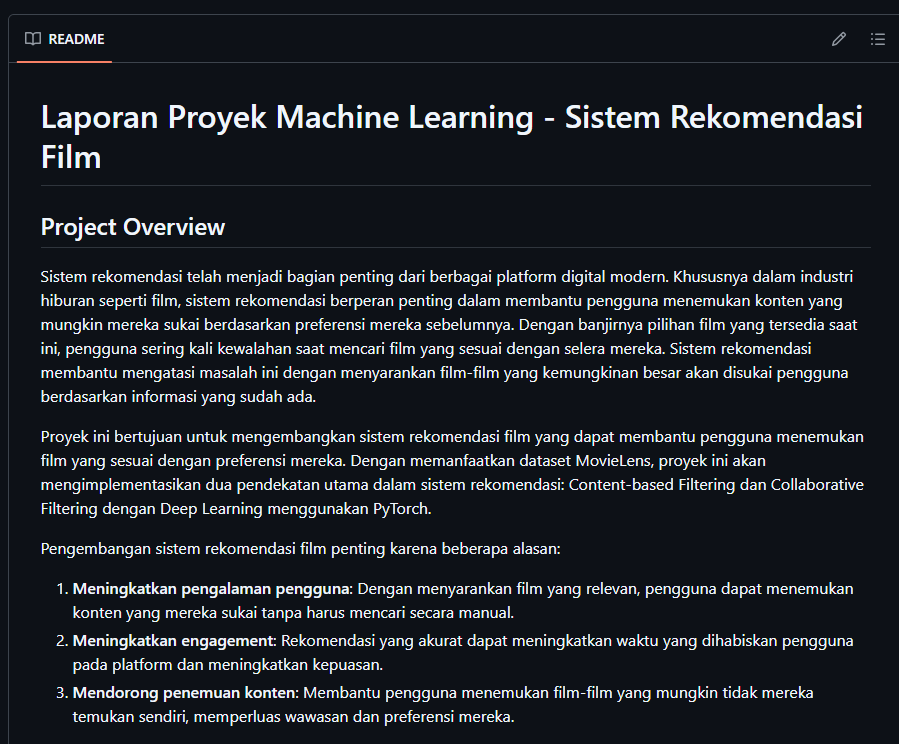 README
Laporan Proyek Machine Learning - Sistem Rekomendasi
Film
Project Overview
Sistem rekomendasi telah menjadi bagian penting dari berbagai platform digital modern. Khususnya dalam industri
hiburan seperti film, sistem rekomendasi berperan penting dalam membantu pengguna menemukan konten yang
mungkin mereka sukai berdasarkan preferensi mereka sebelumnya. Dengan banjirnya pilihan film yang tersedia saat
ini, pengguna sering kali kewalahan saat mencari film yang sesuai dengan selera mereka. Sistem rekomendasi
membantu mengatasi masalah ini dengan menyarankan film-film yang kemungkinan besar akan disukai pengguna
berdasarkan informasi yang sudah ada.
Proyek ini bertujuan untuk mengembangkan sistem rekomendasi film yang dapat membantu pengguna menemukan
film yang sesuai dengan preferensi mereka. Dengan memanfaatkan dataset MovieLens, proyek ini akan
mengimplementasikan dua pendekatan utama dalam sistem rekomendasi: Content-based Filtering dan Collaborative
Filtering dengan Deep Learning menggunakan PyTorch.
Pengembangan sistem rekomendasi film penting karena beberapa alasan:
1. Meningkatkan pengalaman pengguna: Dengan menyarankan film yang relevan, pengguna dapat menemukan
konten yang mereka sukai tanpa harus mencari secara manual.
2. Meningkatkan engagement: Rekomendasi yang akurat dapat meningkatkan waktu yang dihabiskan pengguna
pada platform dan meningkatkan kepuasan.
3. Mendorong penemuan konten: Membantu pengguna menemukan film-film yang mungkin tidak mereka
temukan sendiri, memperluas wawasan dan preferensi mereka.